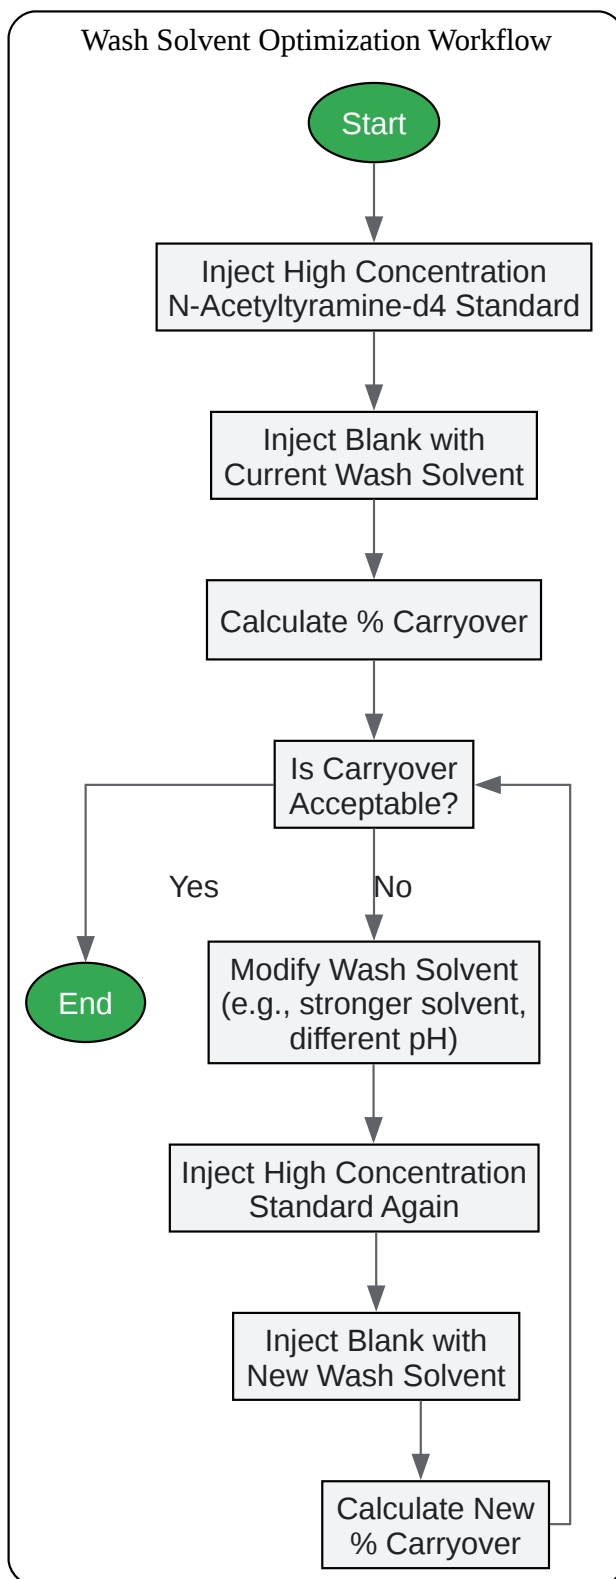 Wash Solvent Optimization Workflow
Start
Inject High Concentration
N-Acetyltyramine-d4 Standard
Inject Blank with
Current Wash Solvent
Calculate % Carryover
Is Carryover
Acceptable?
Yes
No
End
Modify Wash Solvent
(e.g., stronger solvent,
different pH)
Inject High Concentration
Standard Again
Inject Blank with
New Wash Solvent
Calculate New
% Carryover